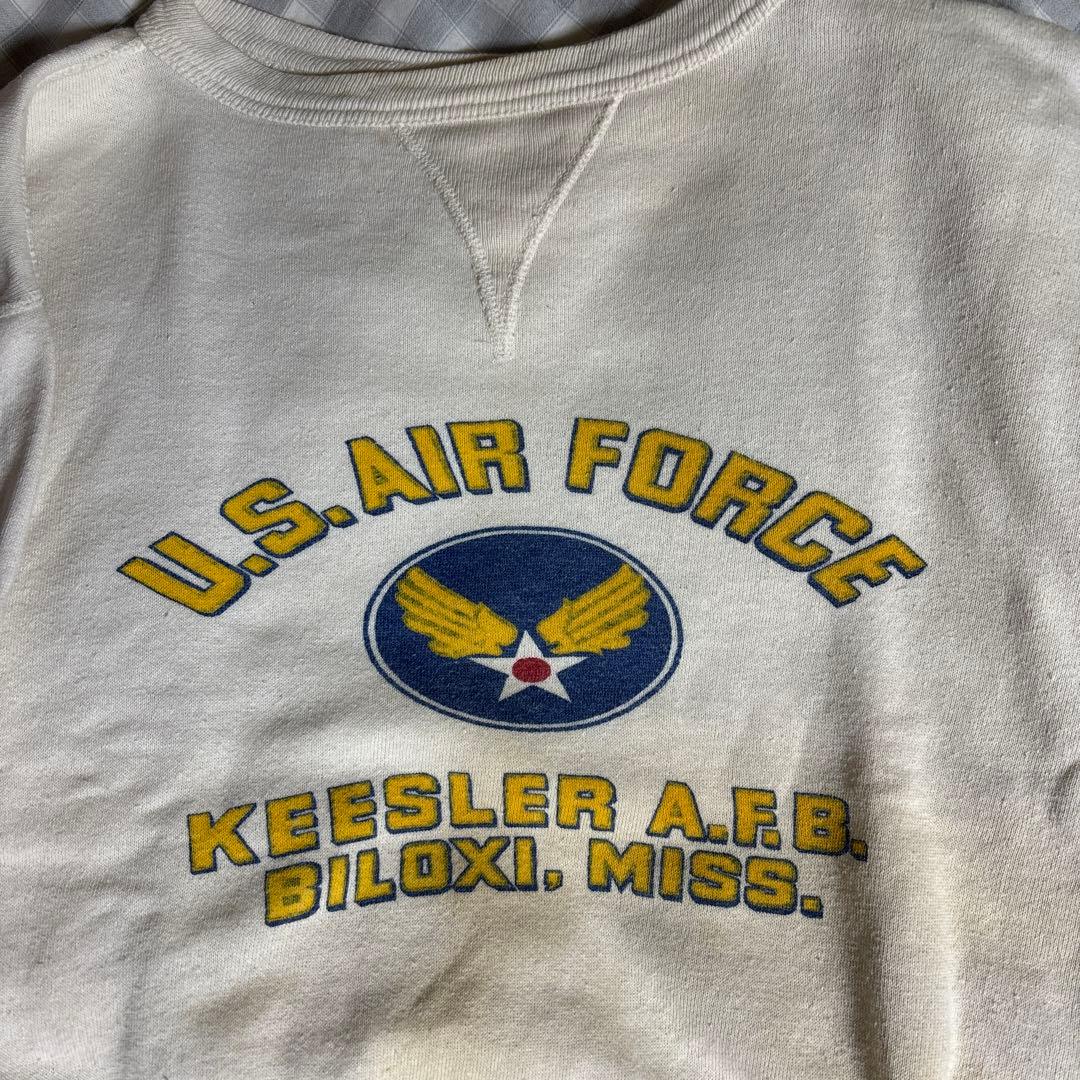 U.S. AIR FORCE
KEESLER A.F.B.
BILOXI, MISS.